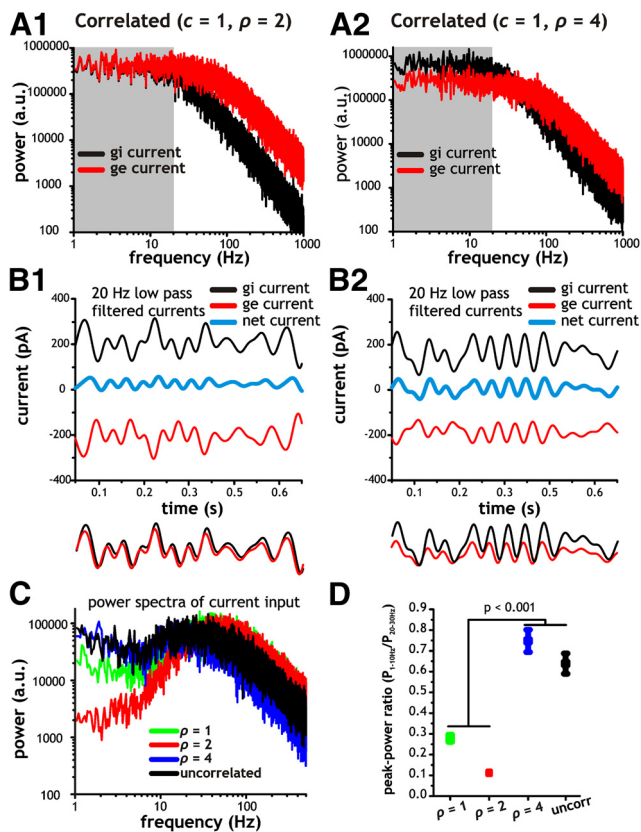 A1 Correlated (c = 1, ρ = 2)
1000000
100000
10000
1000
100
power (a.u.)
gi current
ge current
1 10 100 1000
frequency (Hz)
A2 Correlated (c = 1, ρ = 4)
1000000
100000
10000
1000
100
power (a.u.)
gi current
ge current
1 10 100 1000
frequency (Hz)
B1
20 Hz low pass
filtered currents
gi current
ge current
net current
400
200
0
-200
-400
current (pA)
0.1 0.2 0.3 0.4 0.5 0.6
time (s)
B2
20 Hz low pass
filtered currents
gi current
ge current
net current
400
200
0
-200
-400
current (pA)
0.1 0.2 0.3 0.4 0.5 0.6
time (s)
C power spectra of current input
100000
10000
1000
100
power (a.u.)
ρ = 1
ρ = 2
ρ = 4
uncorrelated
1 10 100
frequency (Hz)
D
p < 0.001
0.9
0.8
0.7
0.6
0.5
0.4
0.3
0.2
0.1
0.0
peak-power ratio (P1-10Hz/P20-30Hz)
ρ = 1 ρ = 2 ρ = 4 uncorr